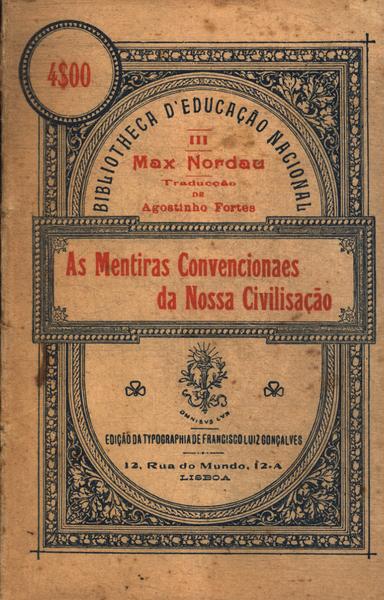 4$00
BIBLIOTHECA D'EDUCAÇÃO NACIONAL
III
Max Nordau
Traducção
DE
Agostinho Fortes
As Mentiras Convencionaes
da Nossa Civilisação
OMNIBUS LUX
EDIÇÃO DA TYPOGRAPHIA DE FRANCISCO LUIZ GONÇALVES
12, Rua do Mundo, 12-A
LISBOA